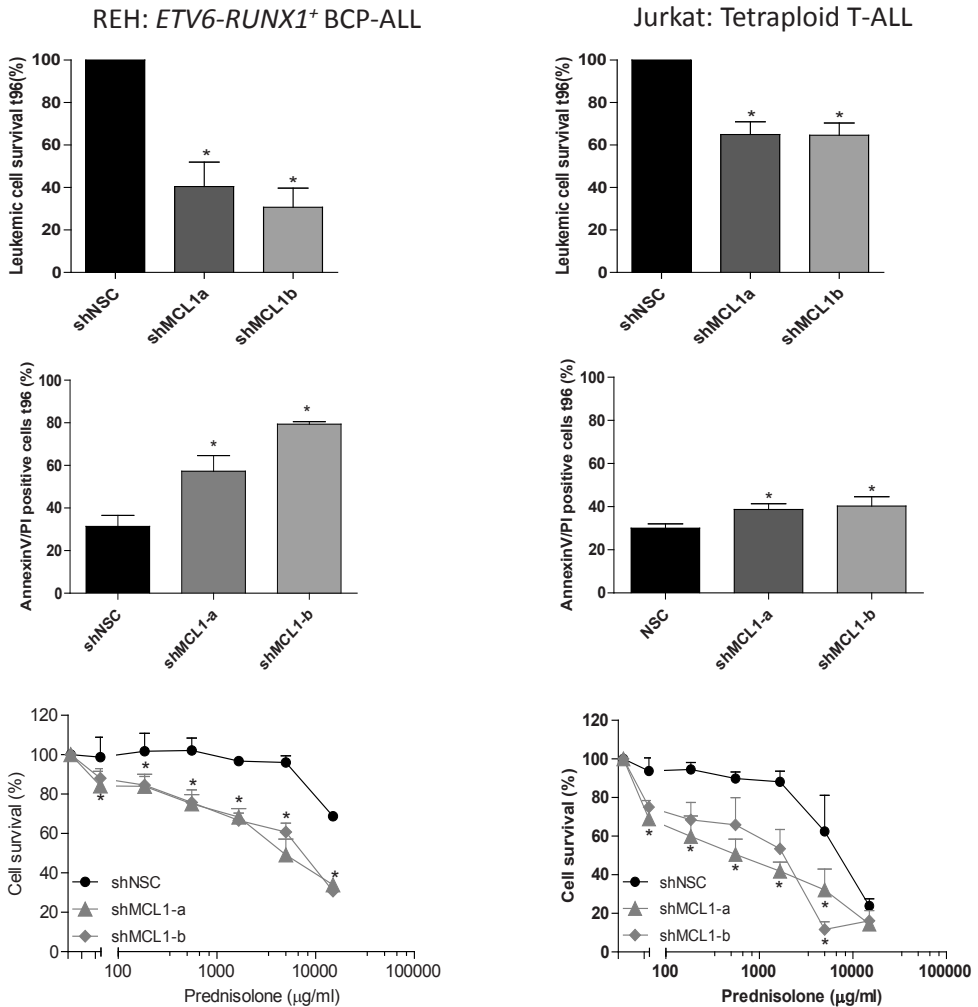 REH: ETV6-RUNX1+ BCP-ALL
Jurkat: Tetraploid T-ALL
Leukemic cell survival t96(%)
100
80
60
40
20
0
*
*
shNSC
shMCL1a
shMCL1b
Leukemic cell survival t96(%)
100
80
60
40
20
0
*
*
shNSC
shMCL1a
shMCL1b
AnnexinV/PI positive cells t96 (%)
100
80
60
40
20
0
*
*
shNSC
shMCL1-a
shMCL1-b
AnnexinV/PI positive cells t96 (%)
100
80
60
40
20
0
*
*
NSC
shMCL1-a
shMCL1-b
Cell survival (%)
120
100
80
60
40
20
0
*
*
*
*
*
*
shNSC
shMCL1-a
shMCL1-b
100
1000
10000
100000
Prednisolone (µg/ml)
Cell survival (%)
120
100
80
60
40
20
0
*
*
*
*
*
*
shNSC
shMCL1-a
shMCL1-b
100
1000
10000
100000
Prednisolone (µg/ml)